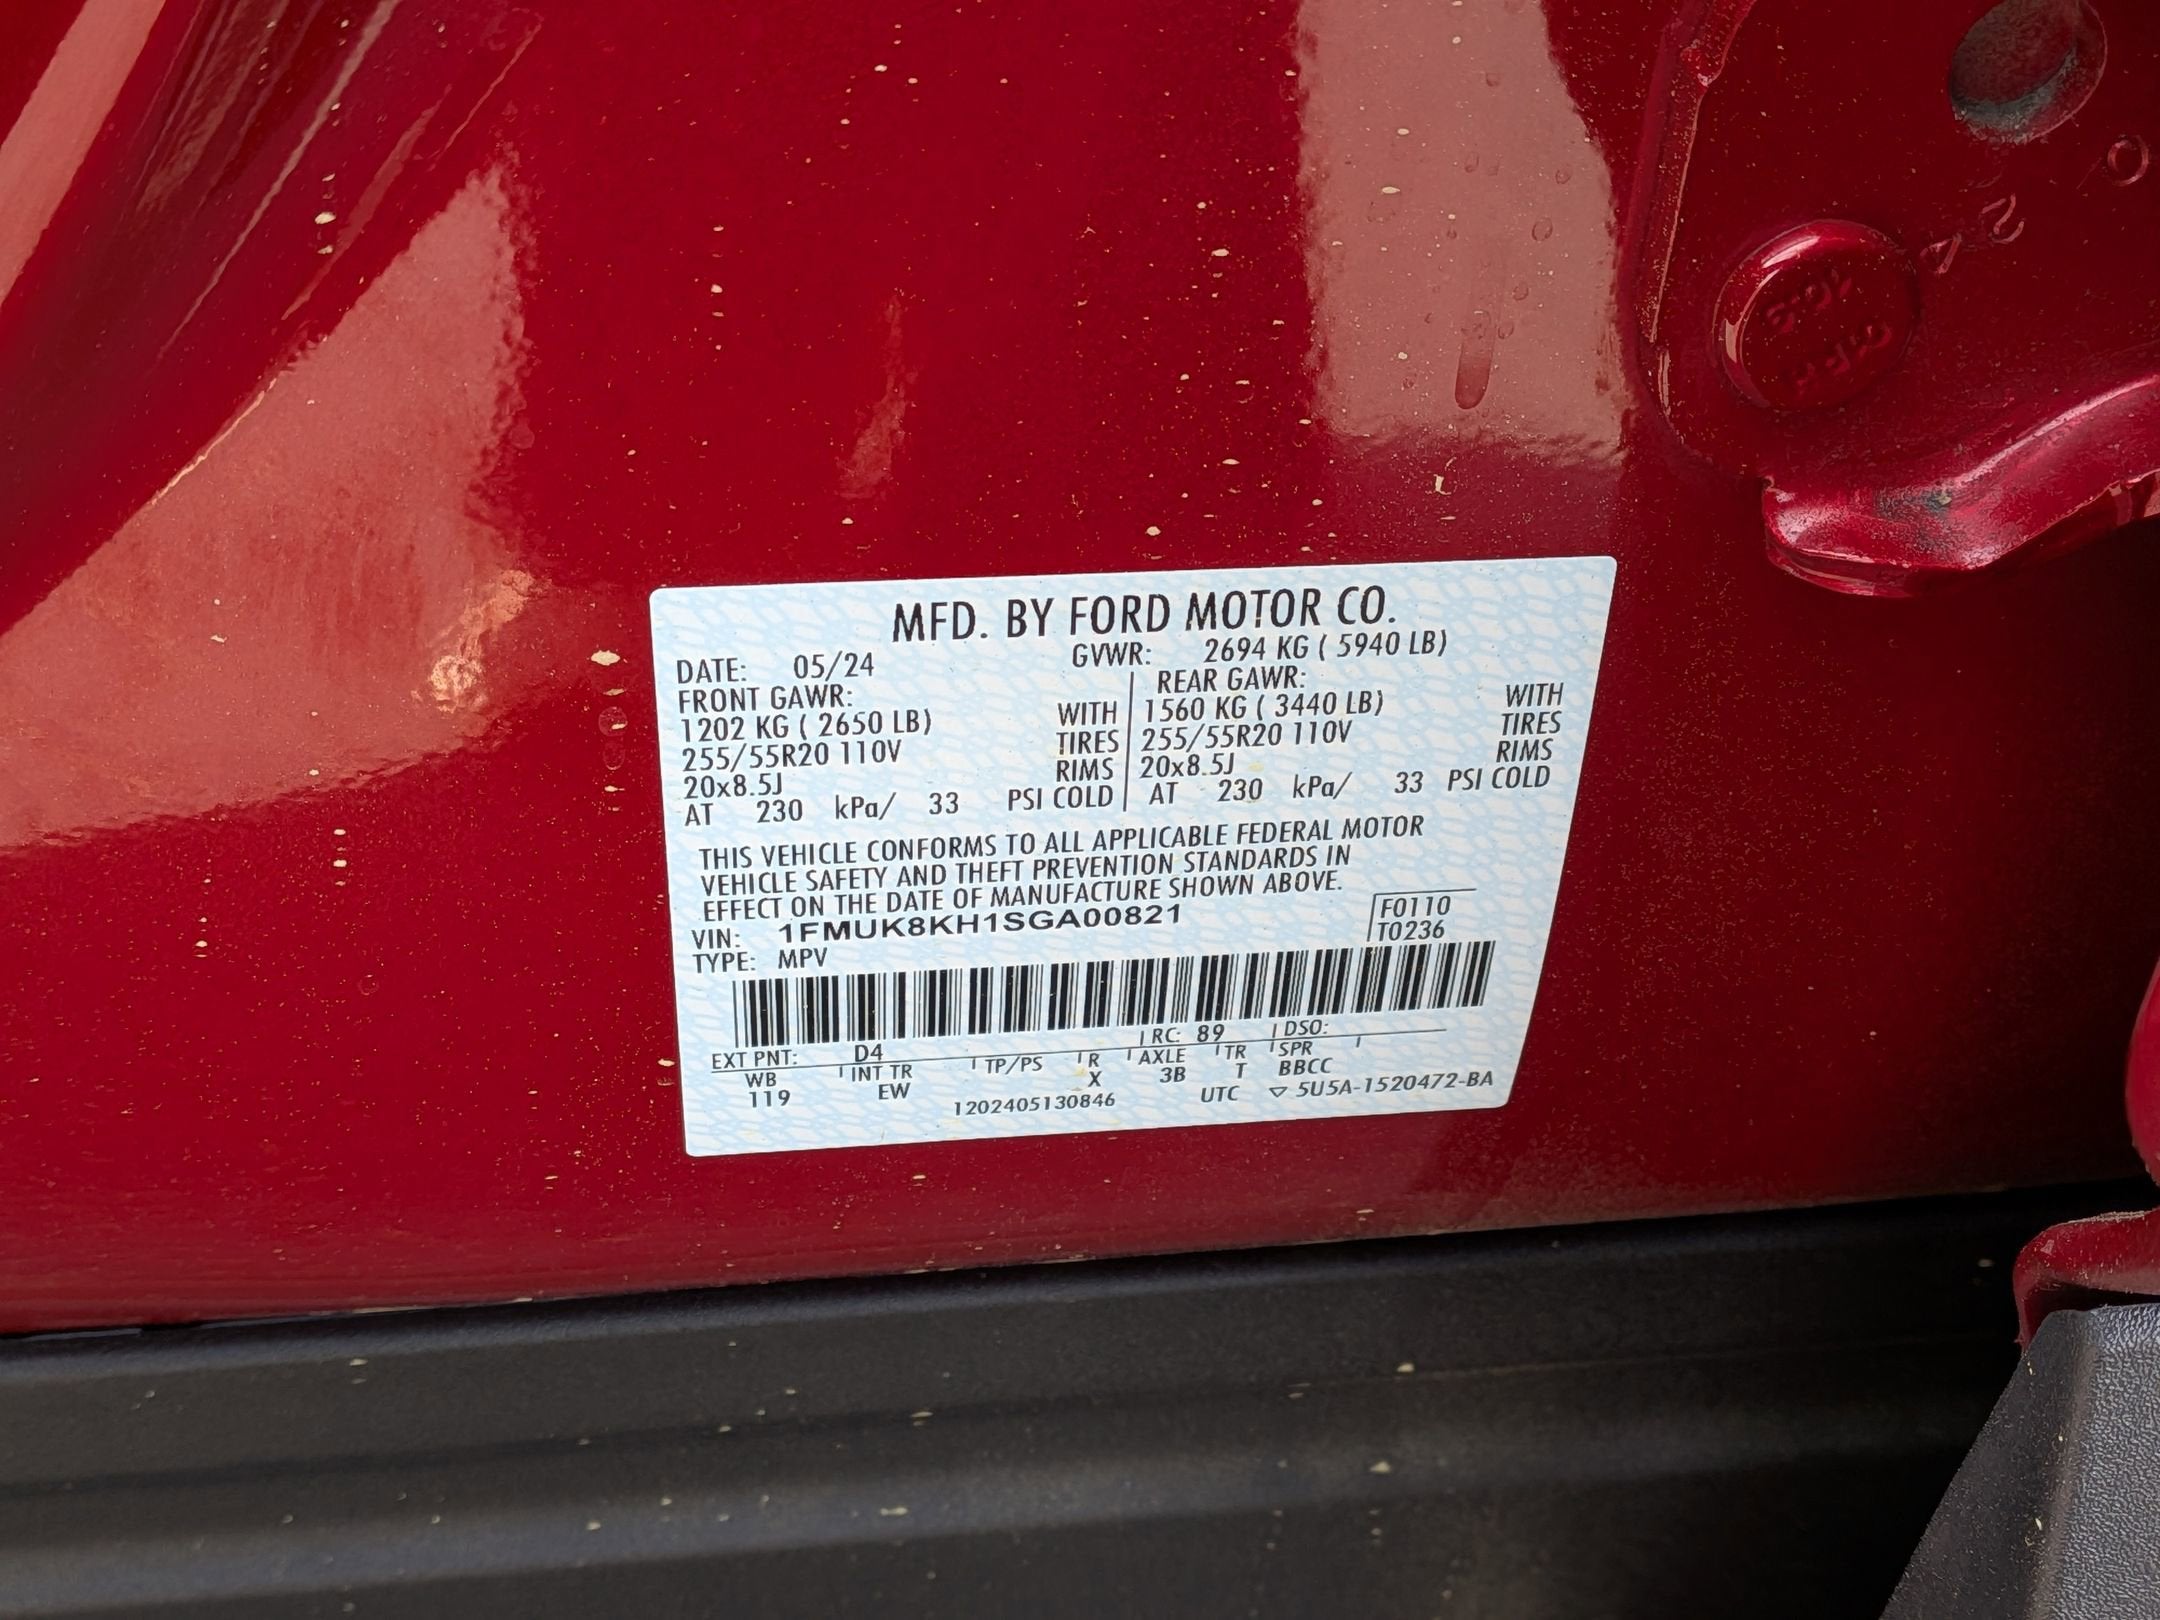 MFD. BY FORD MOTOR CO.
DATE: 05/24 GVWR: 2694 KG ( 5940 LB)
FRONT GAWR: REAR GAWR:
1202 KG ( 2650 LB) WITH 1560 KG ( 3440 LB) WITH
255/55R20 110V TIRES 255/55R20 110V TIRES
20x8.5J RIMS 20x8.5J RIMS
AT 230 kPa/ 33 PSI COLD AT 230 kPa/ 33 PSI COLD
THIS VEHICLE CONFORMS TO ALL APPLICABLE FEDERAL MOTOR
VEHICLE SAFETY AND THEFT PREVENTION STANDARDS IN
EFFECT ON THE DATE OF MANUFACTURE SHOWN ABOVE.
VIN: 1FMUK8KH1SGA00821 F0110
TYPE: MPV T0236
EXT PNT: D4 RC: 89 DSO:
WB INT TR TP/PS R AXLE TR SPR
119 EW X 3B T BBCC
1202405130846 UTC ▽ 5U5A-1520472-BA